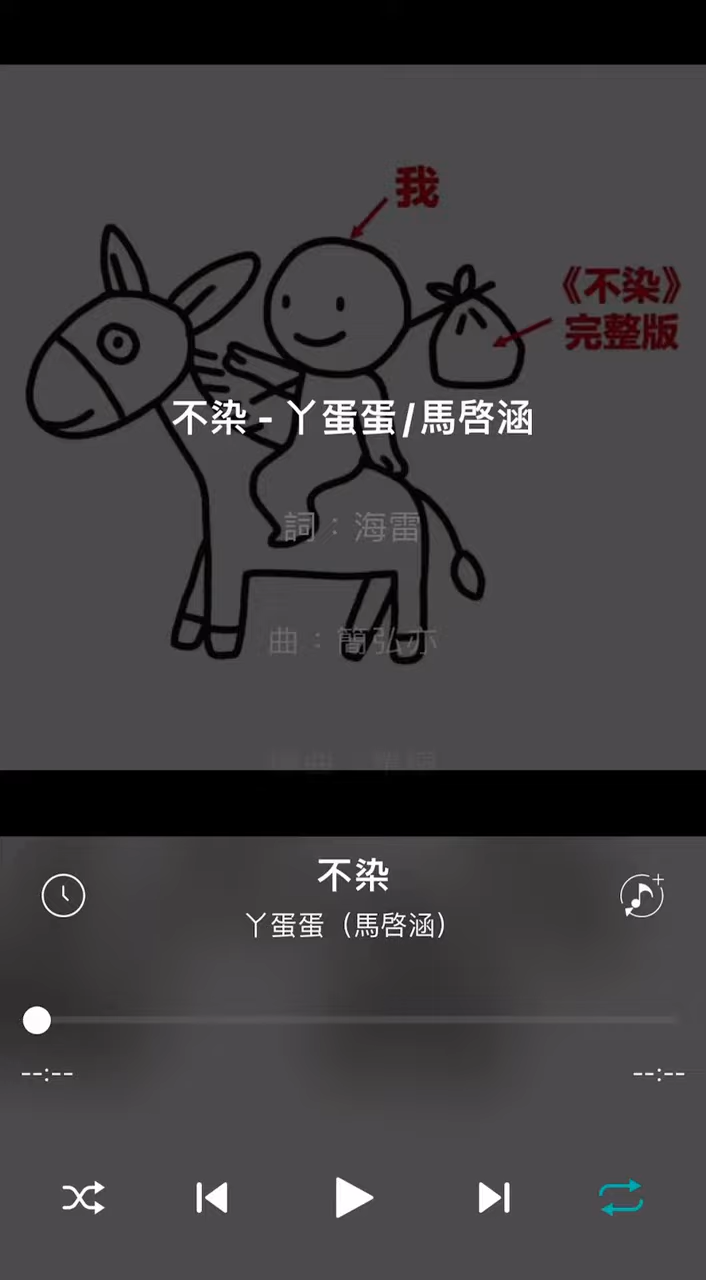 我
《不染》
完整版
不染 - 丫蛋蛋/馬啓涵
詞：海雷
曲：簡弘亦
不染
丫蛋蛋（馬啓涵）
--:--
--:--